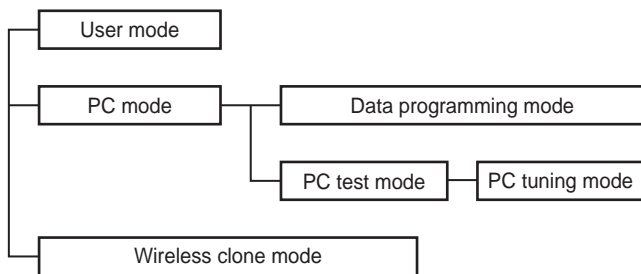 User mode
PC mode
Data programming mode
PC test mode
PC tuning mode
Wireless clone mode